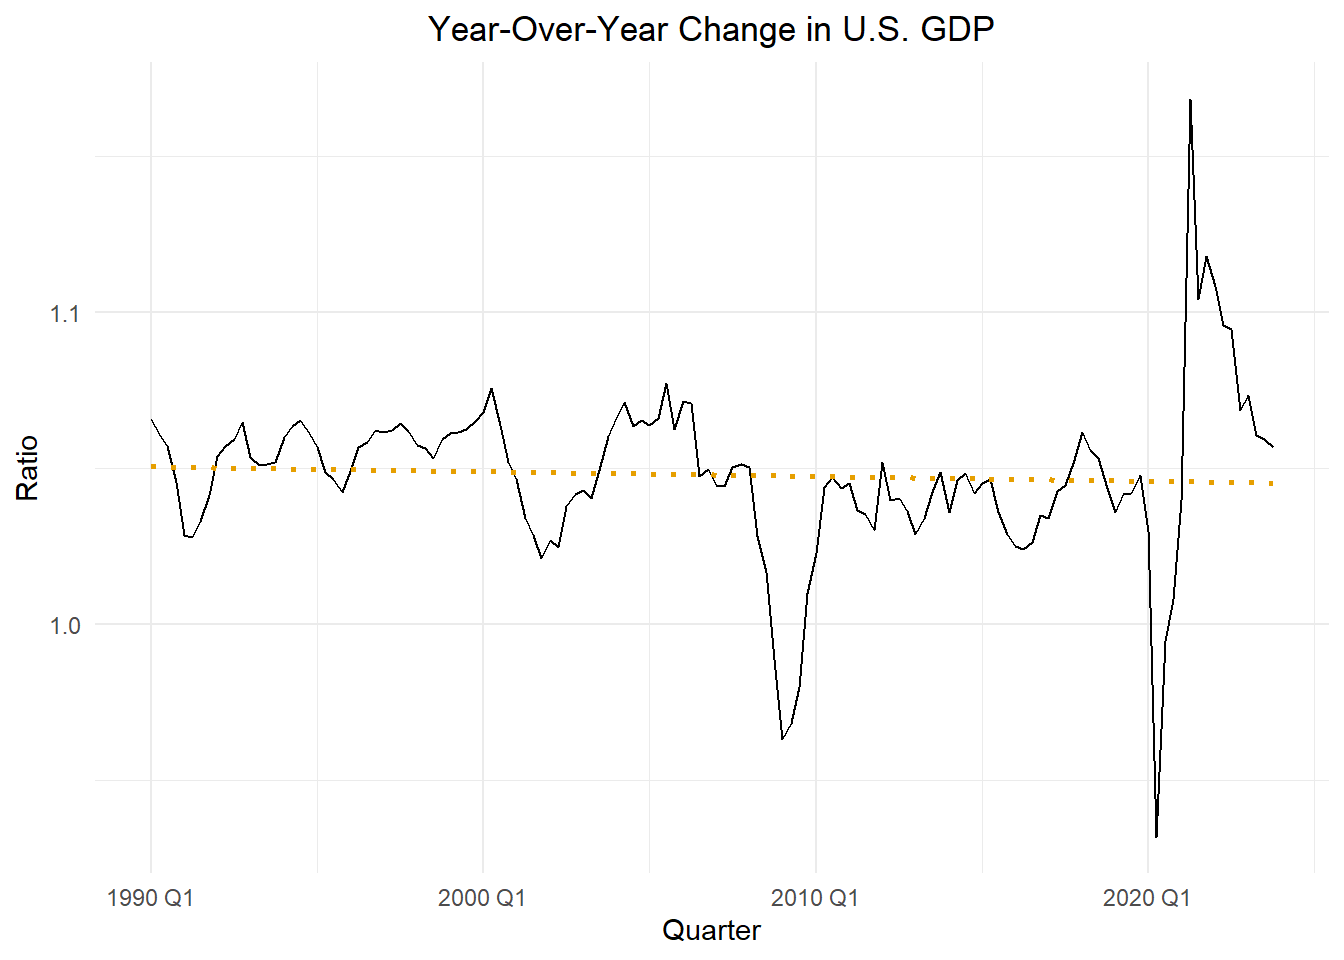 Year-Over-Year Change in U.S. GDP
Ratio
1.1
1.0
1990 Q1
2000 Q1
2010 Q1
2020 Q1
Quarter